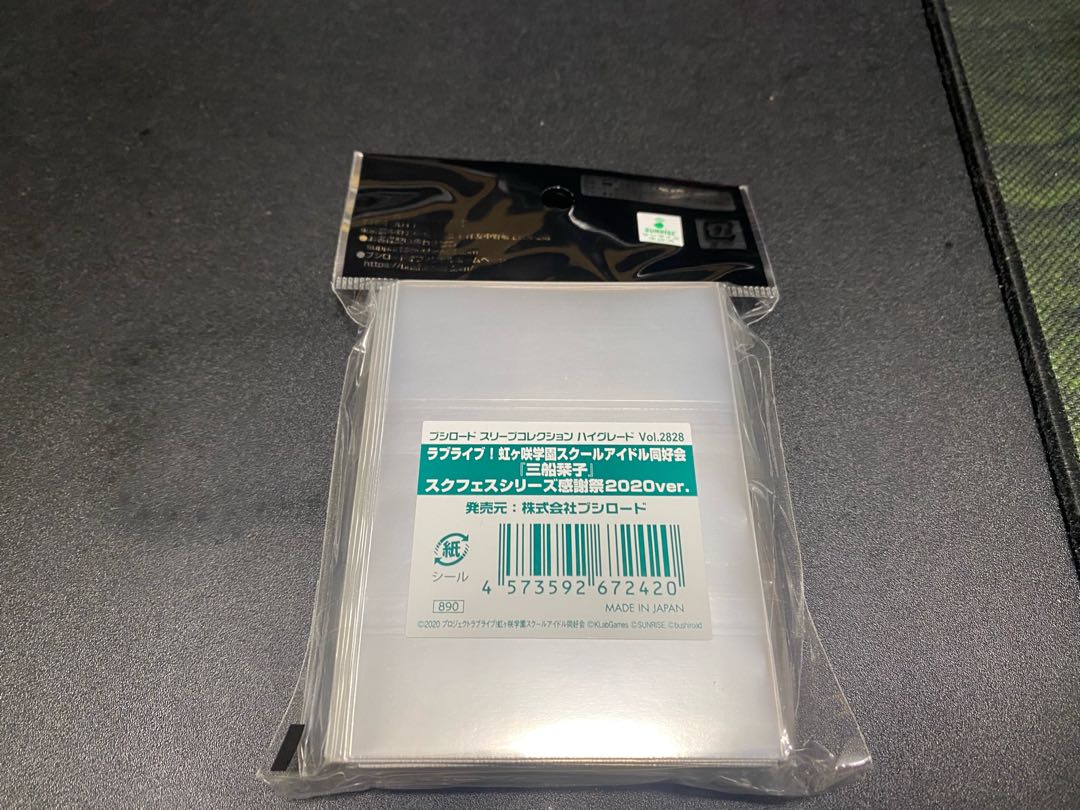 SUNRISE
ブシロード スリーブコレクション ハイグレード Vol.2828
ラブライブ！虹ヶ咲学園スクールアイドル同好会
『三船栞子』
スクフェスシリーズ感謝祭2020ver.
発売元：株式会社ブシロード
紙
シール
4 573592 672420
890
MADE IN JAPAN
©2020 プロジェクトラブライブ!虹ヶ咲学園スクールアイドル同好会 ©KLabGames ©SUNRISE ©bushiroad